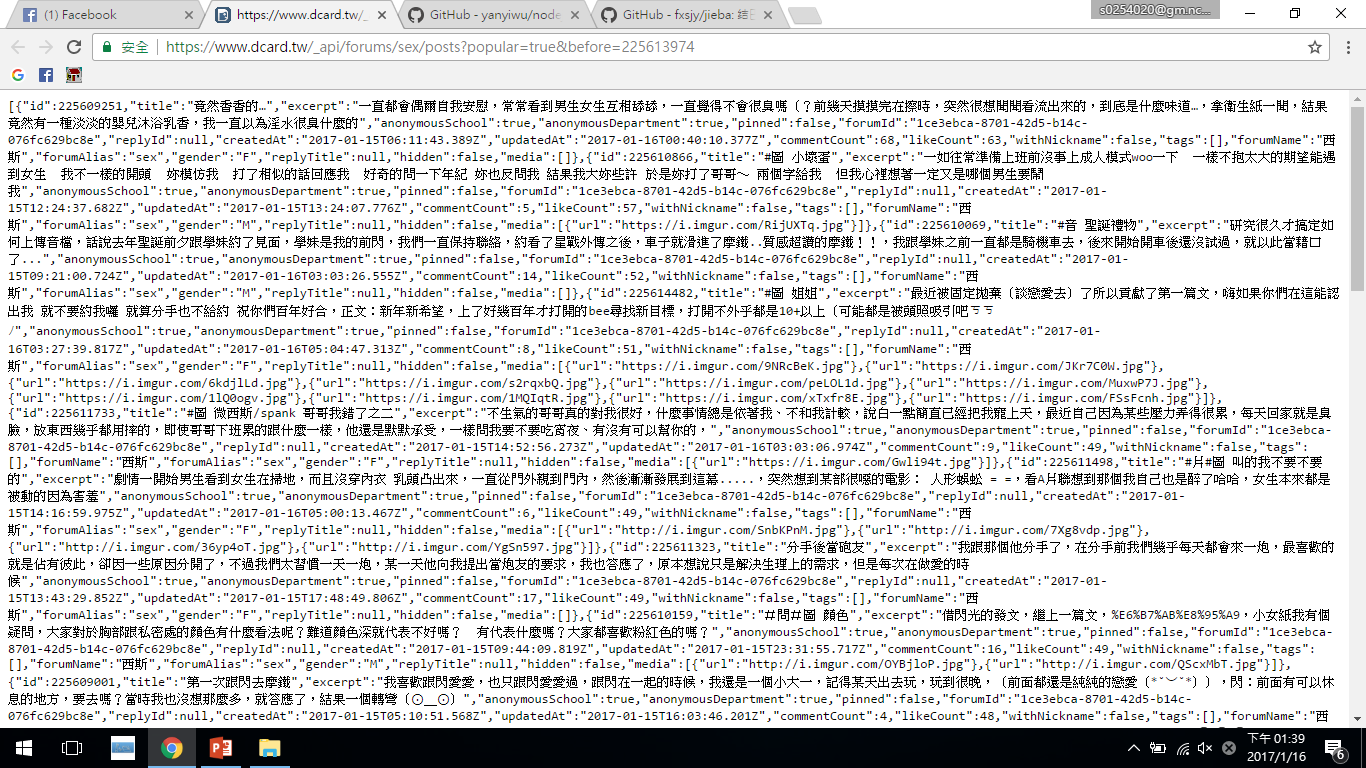 (1) Facebook
https://www.dcard.tw/_
GitHub - yanyiwu/node
GitHub - fxsjy/jieba: 結
s0254020@gm.nc...
安全 https://www.dcard.tw/_api/forums/sex/posts?popular=true&before=225613974
[{"id":225609251,"title":"竟然香香的…","excerpt":"一直都會偶爾自我安慰，常常看到男生女生互相舔舔，一直覺得不會很臭嗎（？前幾天摸摸完在擦時，突然很想聞聞看流出來的，到底是什麼味道…，拿衛生紙一聞，結果
竟然有一種淡淡的嬰兒沐浴乳香，我一直以為淫水很臭什麼的","anonymousSchool":true,"anonymousDepartment":true,"pinned":false,"forumId":"1ce3ebca-8701-42d5-b14c-
076fc629bc8e","replyId":null,"createdAt":"2017-01-15T06:11:43.389Z","updatedAt":"2017-01-16T00:40:10.377Z","commentCount":68,"likeCount":63,"withNickname":false,"tags":[],"forumName":"西
斯","forumAlias":"sex","gender":"F","replyTitle":null,"hidden":false,"media":[]},{"id":225610866,"title":"#圖 小壞蛋","excerpt":"一如往常準備上班前沒事上成人模式woo一下　一樣不抱太大的期望能遇
到女生　我不一樣的開頭　妳模仿我　打了相似的話回應我　好奇的問一下年紀 妳也反問我 結果我大妳些許 於是妳打了哥哥～ 兩個字給我　但我心裡想著一定又是哪個男生要鬧
我","anonymousSchool":true,"anonymousDepartment":true,"pinned":false,"forumId":"1ce3ebca-8701-42d5-b14c-076fc629bc8e","replyId":null,"createdAt":"2017-01-
15T12:24:37.682Z","updatedAt":"2017-01-15T13:24:07.776Z","commentCount":5,"likeCount":57,"withNickname":false,"tags":[],"forumName":"西
斯","forumAlias":"sex","gender":"M","replyTitle":null,"hidden":false,"media":[{"url":"https://i.imgur.com/RijUXTq.jpg"}]},{"id":225610069,"title":"#音 聖誕禮物","excerpt":"研究很久才搞定如
何上傳音檔，話說去年聖誕前夕跟學妹約了見面，學妹是我的前閃，我們一直保持聯絡，約看了星戰外傳之後，車子就滑進了摩鐵..質感超讚的摩鐵！！，我跟學妹之前一直都是騎機車去，後來開始開車後還沒試過，就以此當藉口
了...","anonymousSchool":true,"anonymousDepartment":true,"pinned":false,"forumId":"1ce3ebca-8701-42d5-b14c-076fc629bc8e","replyId":null,"createdAt":"2017-01-
15T09:21:00.724Z","updatedAt":"2017-01-16T03:03:26.555Z","commentCount":14,"likeCount":52,"withNickname":false,"tags":[],"forumName":"西
斯","forumAlias":"sex","gender":"M","replyTitle":null,"hidden":false,"media":[]},{"id":225614482,"title":"#圖 姐姐","excerpt":"最近被固定拋棄（談戀愛去）了所以貢獻了第一篇文，嗨如果你們在這能認
出我 就不要約我囉 就算分手也不給約 祝你們百年好合，正文：新年新希望，上了好幾百年才打開的bee尋找新目標，打開不外乎都是10+以上（可能都是被頭照吸引吧ㄎㄎ
/","anonymousSchool":true,"anonymousDepartment":true,"pinned":false,"forumId":"1ce3ebca-8701-42d5-b14c-076fc629bc8e","replyId":null,"createdAt":"2017-01-
16T03:27:39.817Z","updatedAt":"2017-01-16T05:04:47.313Z","commentCount":8,"likeCount":51,"withNickname":false,"tags":[],"forumName":"西
斯","forumAlias":"sex","gender":"F","replyTitle":null,"hidden":false,"media":[{"url":"https://i.imgur.com/9NRcBeK.jpg"},{"url":"https://i.imgur.com/JKr7C0W.jpg"},
{"url":"https://i.imgur.com/6kdjlLd.jpg"},{"url":"https://i.imgur.com/s2rqxbQ.jpg"},{"url":"https://i.imgur.com/peLOL1d.jpg"},{"url":"https://i.imgur.com/MuxwP7J.jpg"},
{"url":"https://i.imgur.com/1lQ0ogv.jpg"},{"url":"https://i.imgur.com/1MQIqtR.jpg"},{"url":"https://i.imgur.com/xTxfr8E.jpg"},{"url":"https://i.imgur.com/FSsFcnh.jpg"}]},
{"id":225611733,"title":"#圖 微西斯/spank 哥哥我錯了之二","excerpt":"不生氣的哥哥真的對我很好，什麼事情總是依著我、不和我計較，說白一點簡直已經把我寵上天，最近自己因為某些壓力弄得很累，每天回家就是臭
臉，放東西幾乎都用摔的，即使哥哥下班累的跟什麼一樣，他還是默默承受，一樣問我要不要吃宵夜、有沒有可以幫你的，","anonymousSchool":true,"anonymousDepartment":true,"pinned":false,"forumId":"1ce3ebca-
8701-42d5-b14c-076fc629bc8e","replyId":null,"createdAt":"2017-01-15T14:52:56.273Z","updatedAt":"2017-01-16T03:03:06.974Z","commentCount":9,"likeCount":49,"withNickname":false,"tags":
[],"forumName":"西斯","forumAlias":"sex","gender":"F","replyTitle":null,"hidden":false,"media":[{"url":"https://i.imgur.com/Gwli94t.jpg"}]},{"id":225611498,"title":"#片#圖 叫的我不要不要
的","excerpt":"劇情一開始男生看到女生在掃地，而且沒穿內衣 乳頭凸出來，一直從門外視到門內，然後漸漸發展到這幕.....，突然想到某部很噁的電影： 人形蜈蚣 = =，看A片聯想到那個我自己也是醉了哈哈，女生本來都是
被動的因為害羞","anonymousSchool":true,"anonymousDepartment":true,"pinned":false,"forumId":"1ce3ebca-8701-42d5-b14c-076fc629bc8e","replyId":null,"createdAt":"2017-01-
15T14:16:59.975Z","updatedAt":"2017-01-16T05:00:13.467Z","commentCount":6,"likeCount":49,"withNickname":false,"tags":[],"forumName":"西
斯","forumAlias":"sex","gender":"F","replyTitle":null,"hidden":false,"media":[{"url":"http://i.imgur.com/SnbKPnM.jpg"},{"url":"http://i.imgur.com/7Xg8vdp.jpg"},
{"url":"http://i.imgur.com/36yp4oT.jpg"},{"url":"http://i.imgur.com/YgSn597.jpg"}]},{"id":225611323,"title":"分手後當砲友","excerpt":"我跟那個他分手了，在分手前我們幾乎每天都會來一炮，最喜歡的
就是佔有彼此，卻因一些原因分開了，不過我們太習慣一天一炮，某一天他向我提出當炮友的要求，我也答應了，原本想說只是解決生理上的需求，但是每次在做愛的時
候","anonymousSchool":true,"anonymousDepartment":true,"pinned":false,"forumId":"1ce3ebca-8701-42d5-b14c-076fc629bc8e","replyId":null,"createdAt":"2017-01-
15T13:43:29.852Z","updatedAt":"2017-01-15T17:48:49.806Z","commentCount":17,"likeCount":49,"withNickname":false,"tags":[],"forumName":"西
斯","forumAlias":"sex","gender":"F","replyTitle":null,"hidden":false,"media":[]},{"id":225610159,"title":"＃問＃圖 顏色","excerpt":"借閃光的發文，繼上一篇文，%E6%B7%AB%E8%95%A9，小女紙我有個
疑問，大家對於胸部跟私密處的顏色有什麼看法呢？難道顏色深就代表不好嗎？　有代表什麼嗎？大家都喜歡粉紅色的嗎？","anonymousSchool":true,"anonymousDepartment":true,"pinned":false,"forumId":"1ce3ebca-
8701-42d5-b14c-076fc629bc8e","replyId":null,"createdAt":"2017-01-15T09:44:09.819Z","updatedAt":"2017-01-15T23:31:55.717Z","commentCount":16,"likeCount":49,"withNickname":false,"tags":
[],"forumName":"西斯","forumAlias":"sex","gender":"M","replyTitle":null,"hidden":false,"media":[{"url":"http://i.imgur.com/OYBjloP.jpg"},{"url":"http://i.imgur.com/QScxMbT.jpg"}]},
{"id":225609001,"title":"第一次跟閃去摩鐵","excerpt":"我喜歡跟閃愛愛，也只跟閃愛愛過，跟閃在一起的時候，我還是一個小大一，記得某天出去玩，玩到很晚，（前面都還是純純的戀愛（*˘︶˘*）），閃：前面有可以休
息的地方，要去嗎？當時我也沒想那麼多，就答應了，結果一個轉彎（⊙＿⊙）","anonymousSchool":true,"anonymousDepartment":true,"pinned":false,"forumId":"1ce3ebca-8701-42d5-b14c-
076fc629bc8e","replyId":null,"createdAt":"2017-01-15T05:10:51.568Z","updatedAt":"2017-01-15T16:03:46.201Z","commentCount":4,"likeCount":48,"withNickname":false,"tags":[],"forumName":"西
下午 01:39
2017/1/16
6